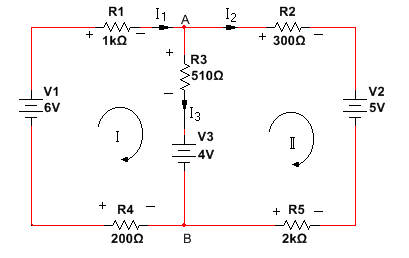 R1 I1 A I2 R2
+ 1kΩ − + 300Ω −
+ R3
510Ω
−
V1
6V
V2
5V
I3
I
II
V3
4V
+ R4 −
200Ω
B
+ R5 −
2kΩ